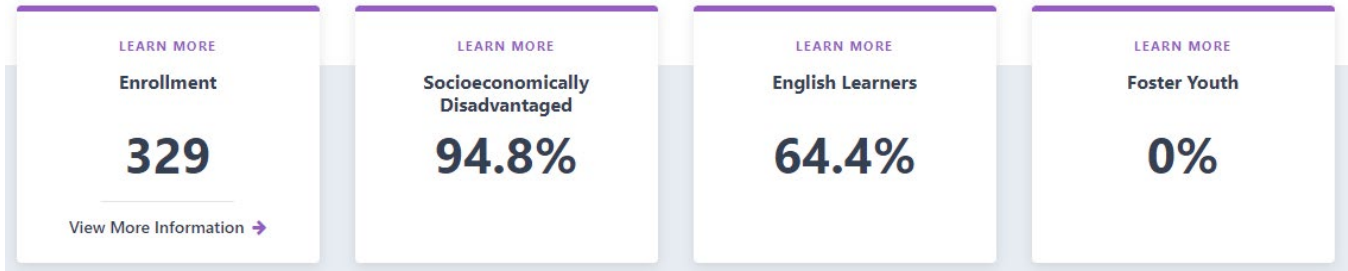 LEARN MORE
Enrollment
329
View More Information
LEARN MORE
Socioeconomically
Disadvantaged
94.8%
LEARN MORE
English Learners
64.4%
LEARN MORE
Foster Youth
0%